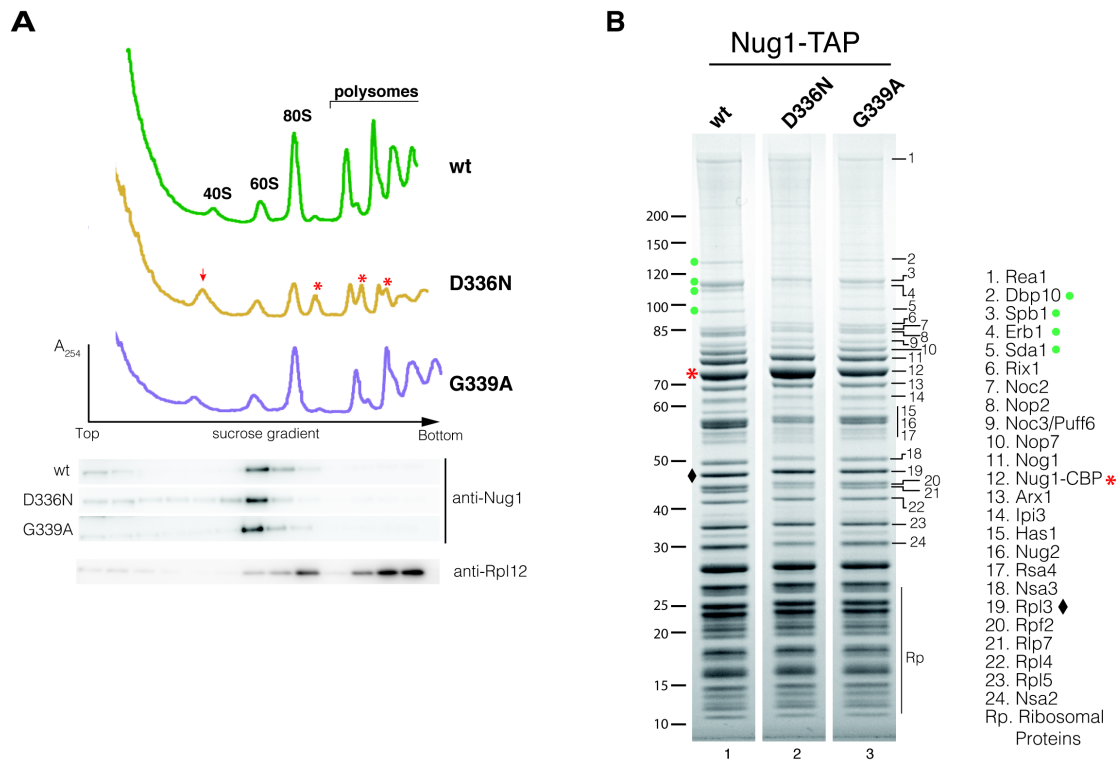 A
polysomes
80S
60S
40S
wt
D336N
G339A
A254
Top
sucrose gradient
Bottom
wt
D336N
G339A
anti-Nug1
anti-Rpl12
B
Nug1-TAP
wt
D336N
G339A
200
150
120
100
85
70
60
50
40
30
25
20
15
10
1
2
3
4
5
6
7
8
9
10
11
12
13
14
15
16
17
18
19
20
21
22
23
24
Rp
1
2
3
1. Rea1
2. Dbp10
3. Spb1
4. Erb1
5. Sda1
6. Rix1
7. Noc2
8. Nop2
9. Noc3/Puff6
10. Nop7
11. Nog1
12. Nug1-CBP *
13. Arx1
14. Ipi3
15. Has1
16. Nug2
17. Rsa4
18. Nsa3
19. Rpl3
20. Rpf2
21. Rlp7
22. Rpl4
23. Rpl5
24. Nsa2
Rp. Ribosomal
Proteins